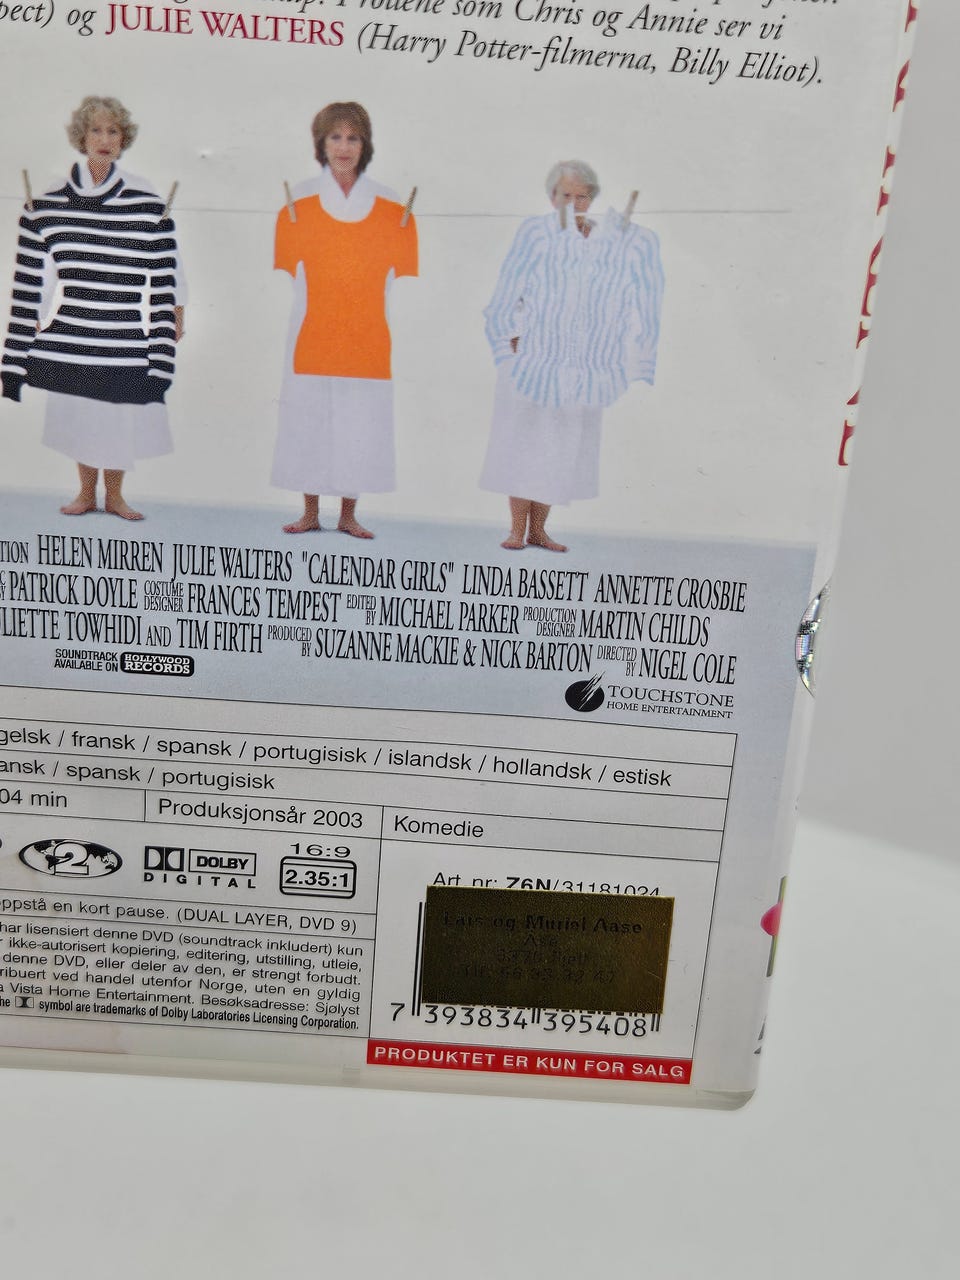 som Chris og Annie ser vi
og JULIE WALTERS (Harry Potter-filmerna, Billy Elliot).
HELEN MIRREN JULIE WALTERS "CALENDAR GIRLS" LINDA BASSETT ANNETTE CROSBIE
PATRICK DOYLE COSTUME DESIGNER FRANCES TEMPEST EDITED BY MICHAEL PARKER PRODUCTION DESIGNER MARTIN CHILDS
TOWHIDI AND TIM FIRTH PRODUCED BY SUZANNE MACKIE & NICK BARTON DIRECTED BY NIGEL COLE
SOUNDTRACK AVAILABLE ON HOLLYWOOD RECORDS
TOUCHSTONE
HOME ENTERTAINMENT
gelsk / fransk / spansk / portugisisk / islandsk / hollandsk / estisk
ansk / spansk / portugisisk
04 min
Produksjonsår 2003
Komedie
2
DOLBY
DIGITAL
16:9
2.35:1
Art. nr: Z6N/31181024
oppstå en kort pause. (DUAL LAYER, DVD 9)
har lisensiert denne DVD (soundtrack inkludert) kun
ikke-autorisert kopiering, editering, utstilling, utleie,
denne DVD, eller deler av den, er strengt forbudt.
ribuert ved handel utenfor Norge, uten en gyldig
Vista Home Entertainment. Besøksadresse: Sjølyst
symbol are trademarks of Dolby Laboratories Licensing Corporation.
Lars og Muriel Aase
7 393834 395408
PRODUKTET ER KUN FOR SALG